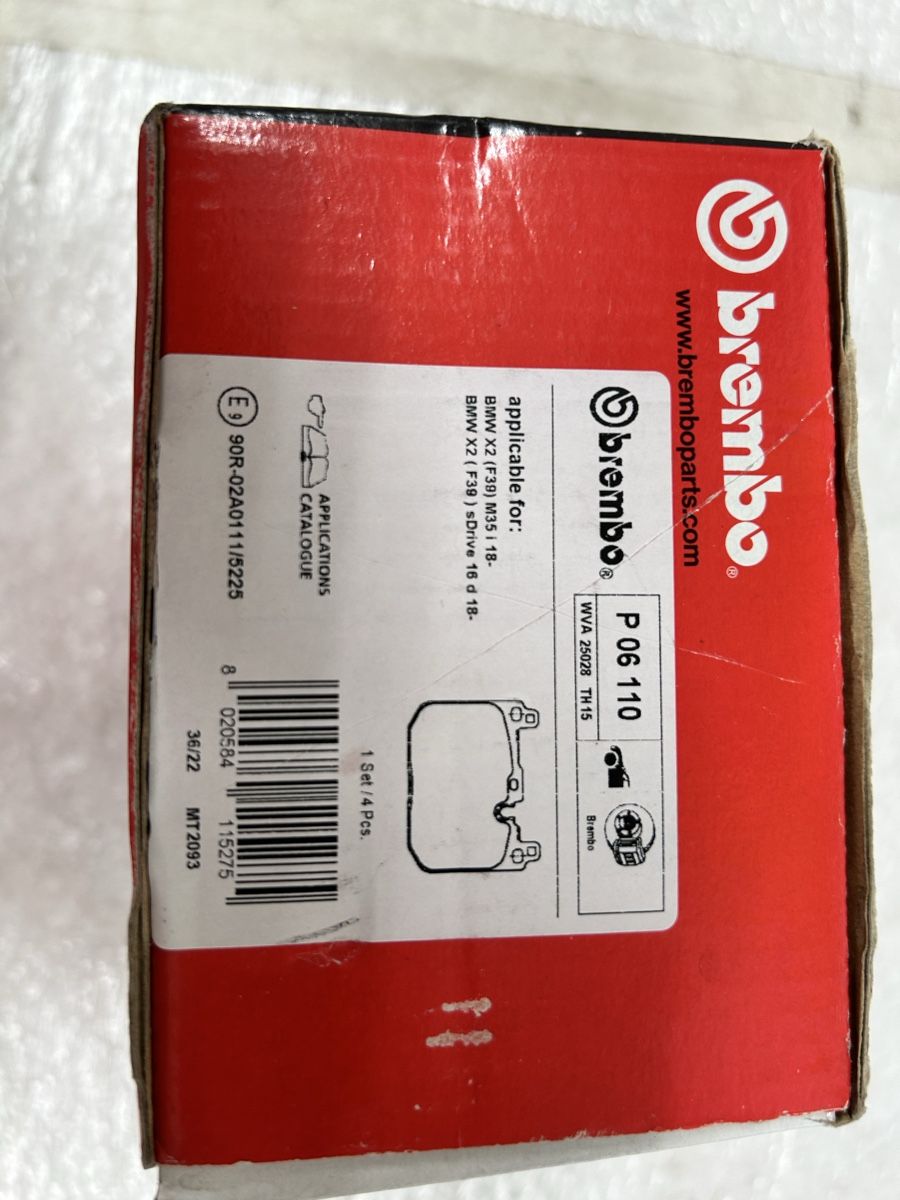 brembo®
www.bremboparts.com
brembo®
P 06 110
WVA 25028 TH15
Brembo
applicable for:
BMW X2 (F39) M35 i 18-
BMW X2 ( F39 ) sDrive 16 d 18-
1 Set / 4 Pcs.
APPLICATIONS
CATALOGUE
E 9 90R-02A0111/5225
8 020584 115275
36/22 MT2093